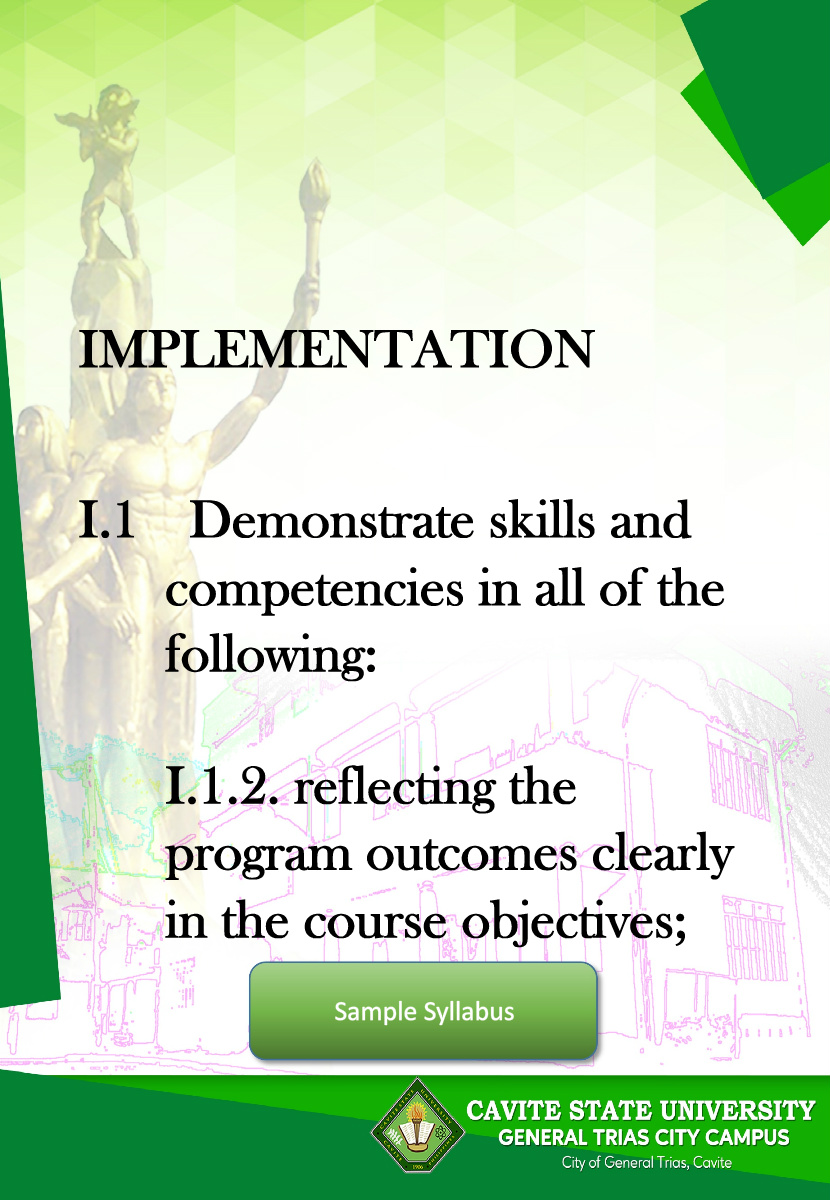 IMPLEMENTATION
I.1 Demonstrate skills and
competencies in all of the
following:
I.1.2. reflecting the
program outcomes clearly
in the course objectives;
Sample Syllabus
CAVITE STATE UNIVERSITY
GENERAL TRIAS CITY CAMPUS
City of General Trias, Cavite
1906